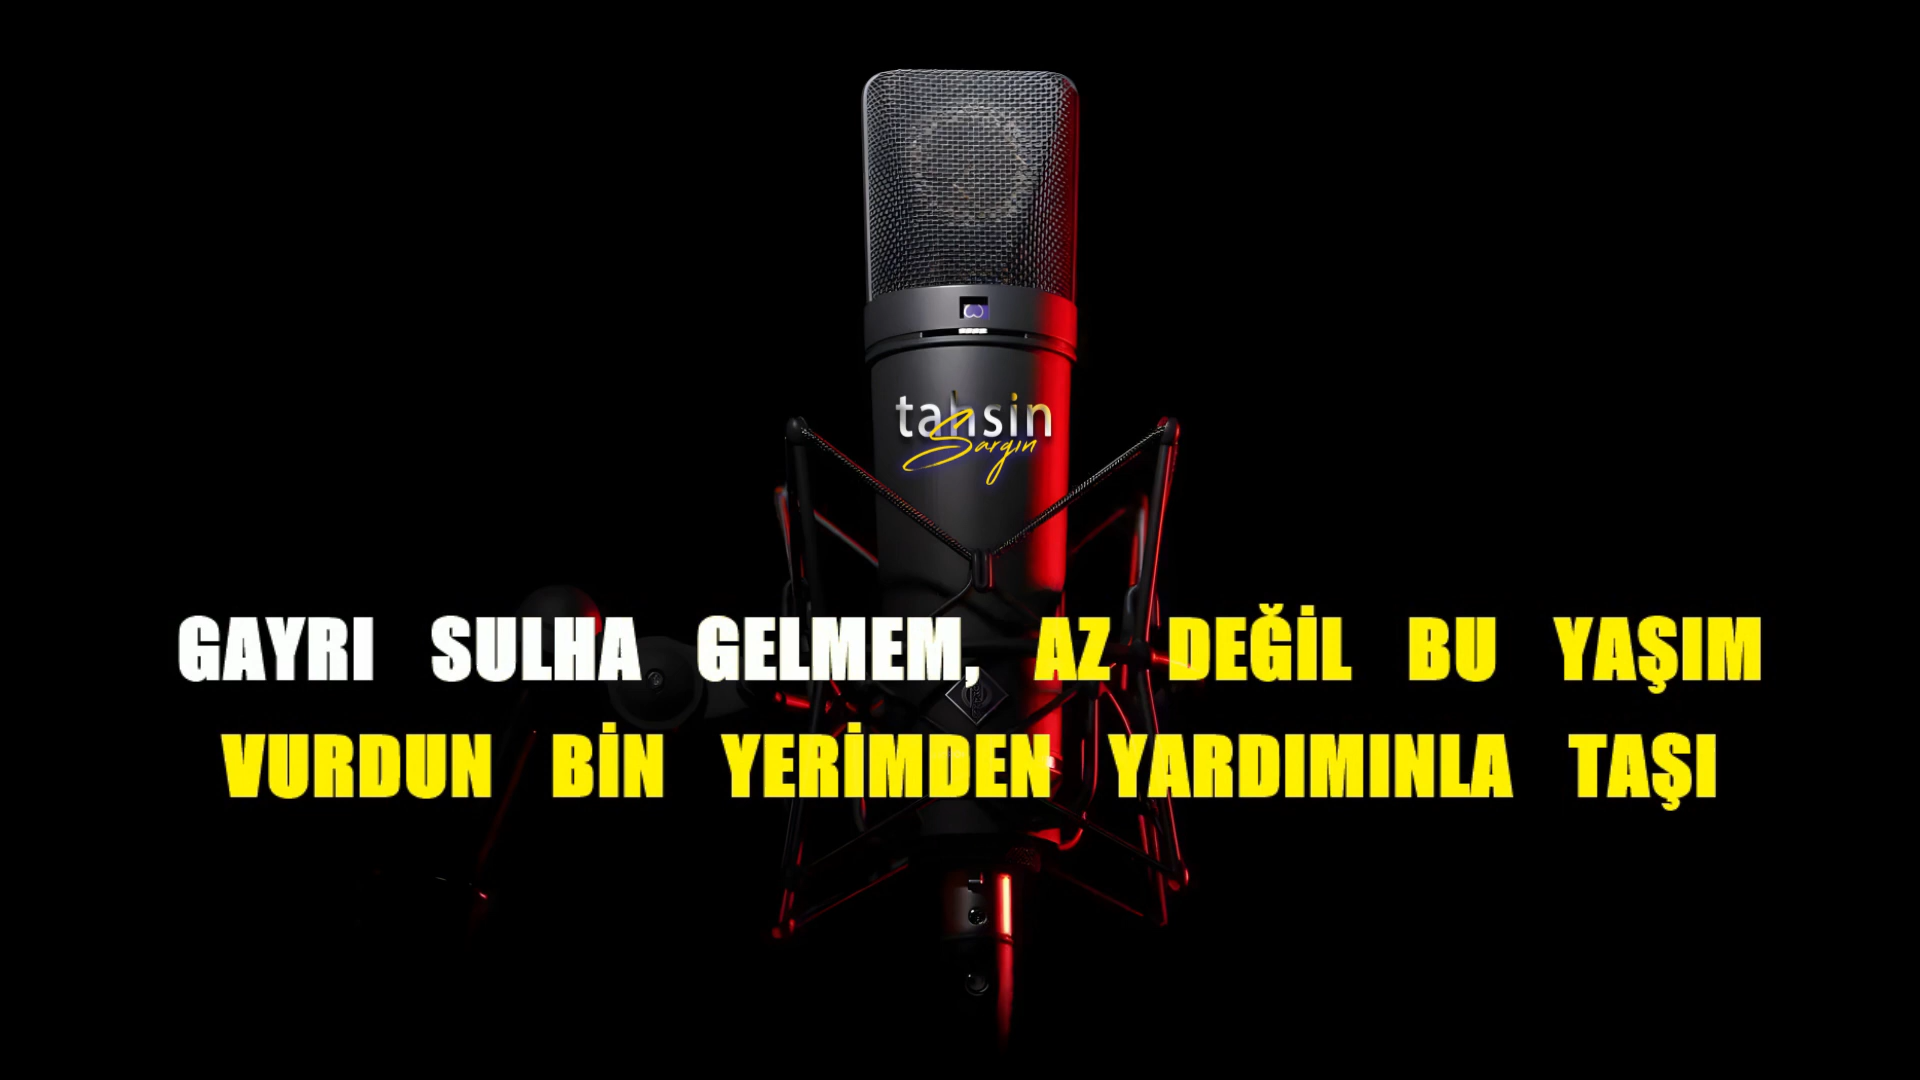 tahsin
Sargın
GAYRI SULHA GELMEM, AZ DEĞİL BU YAŞIM
VURDUN BİN YERİMDEN YARDIMINLA TAŞI